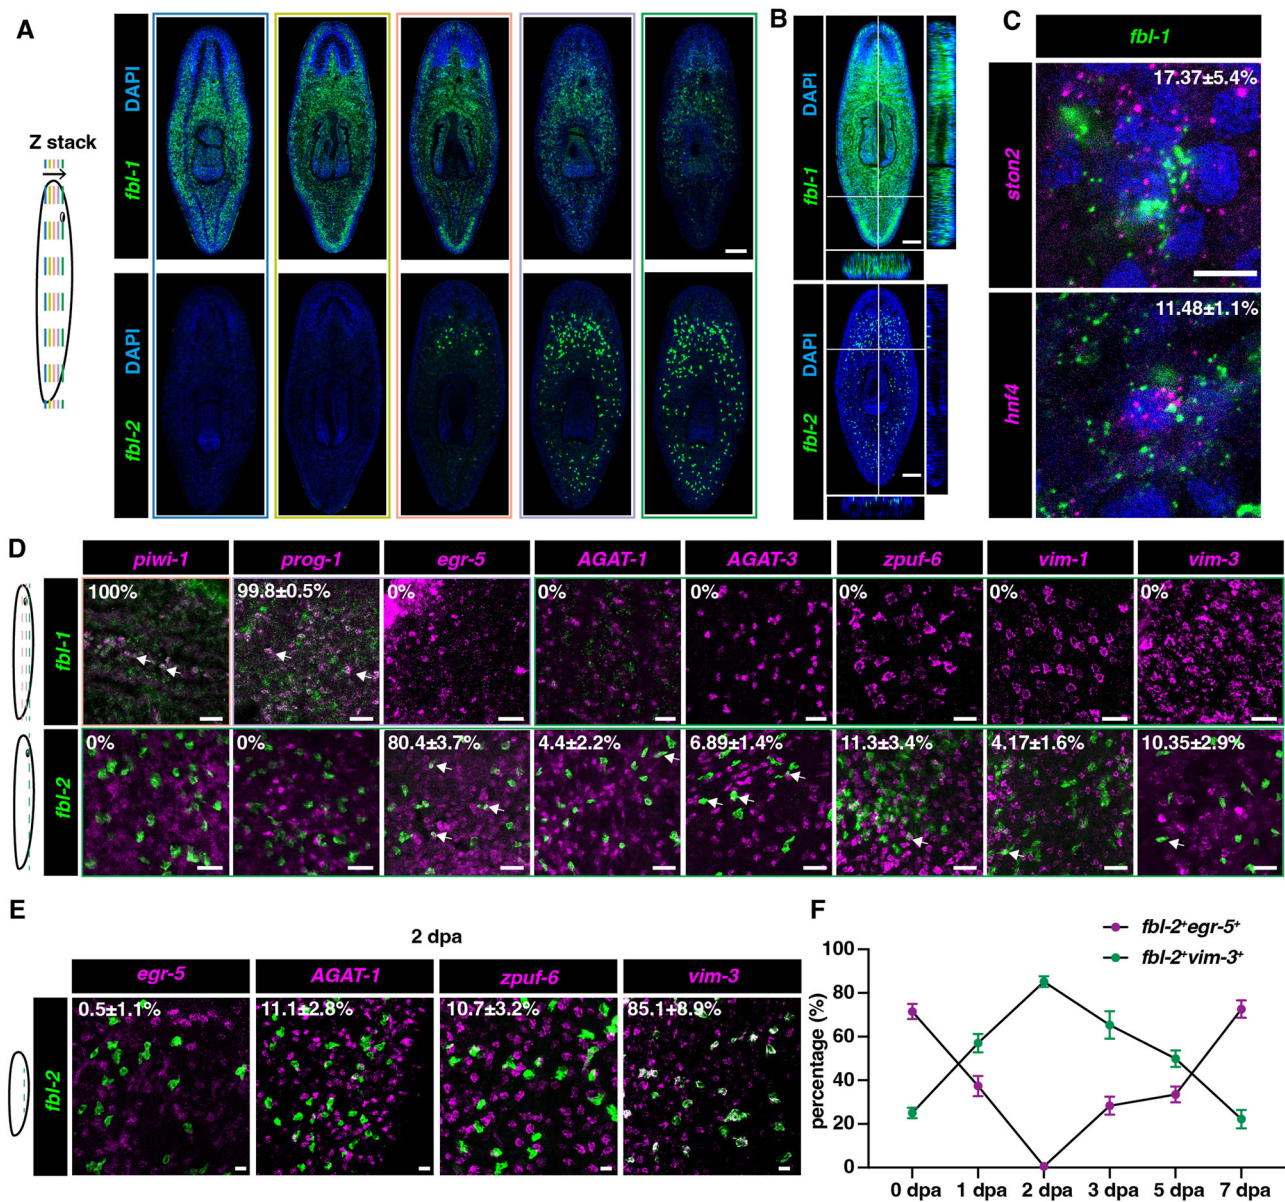 A
Z stack
fbl-1 DAPI
fbl-2 DAPI
B
fbl-1 DAPI
fbl-2 DAPI
C
fbl-1
ston2
17.37±5.4%
hnf4
11.48±1.1%
D
piwi-1 prog-1 egr-5 AGAT-1 AGAT-3 zpuf-6 vim-1 vim-3
fbl-1
100% 99.8±0.5% 0% 0% 0% 0% 0% 0%
fbl-2
0% 0% 80.4±3.7% 4.4±2.2% 6.89±1.4% 11.3±3.4% 4.17±1.6% 10.35±2.9%
E
2 dpa
egr-5 AGAT-1 zpuf-6 vim-3
fbl-2
0.5±1.1% 11.1±2.8% 10.7±3.2% 85.1±8.9%
F
fbl-2+egr-5+
fbl-2+vim-3+
percentage (%)
100
80
60
40
20
0
0 dpa 1 dpa 2 dpa 3 dpa 5 dpa 7 dpa